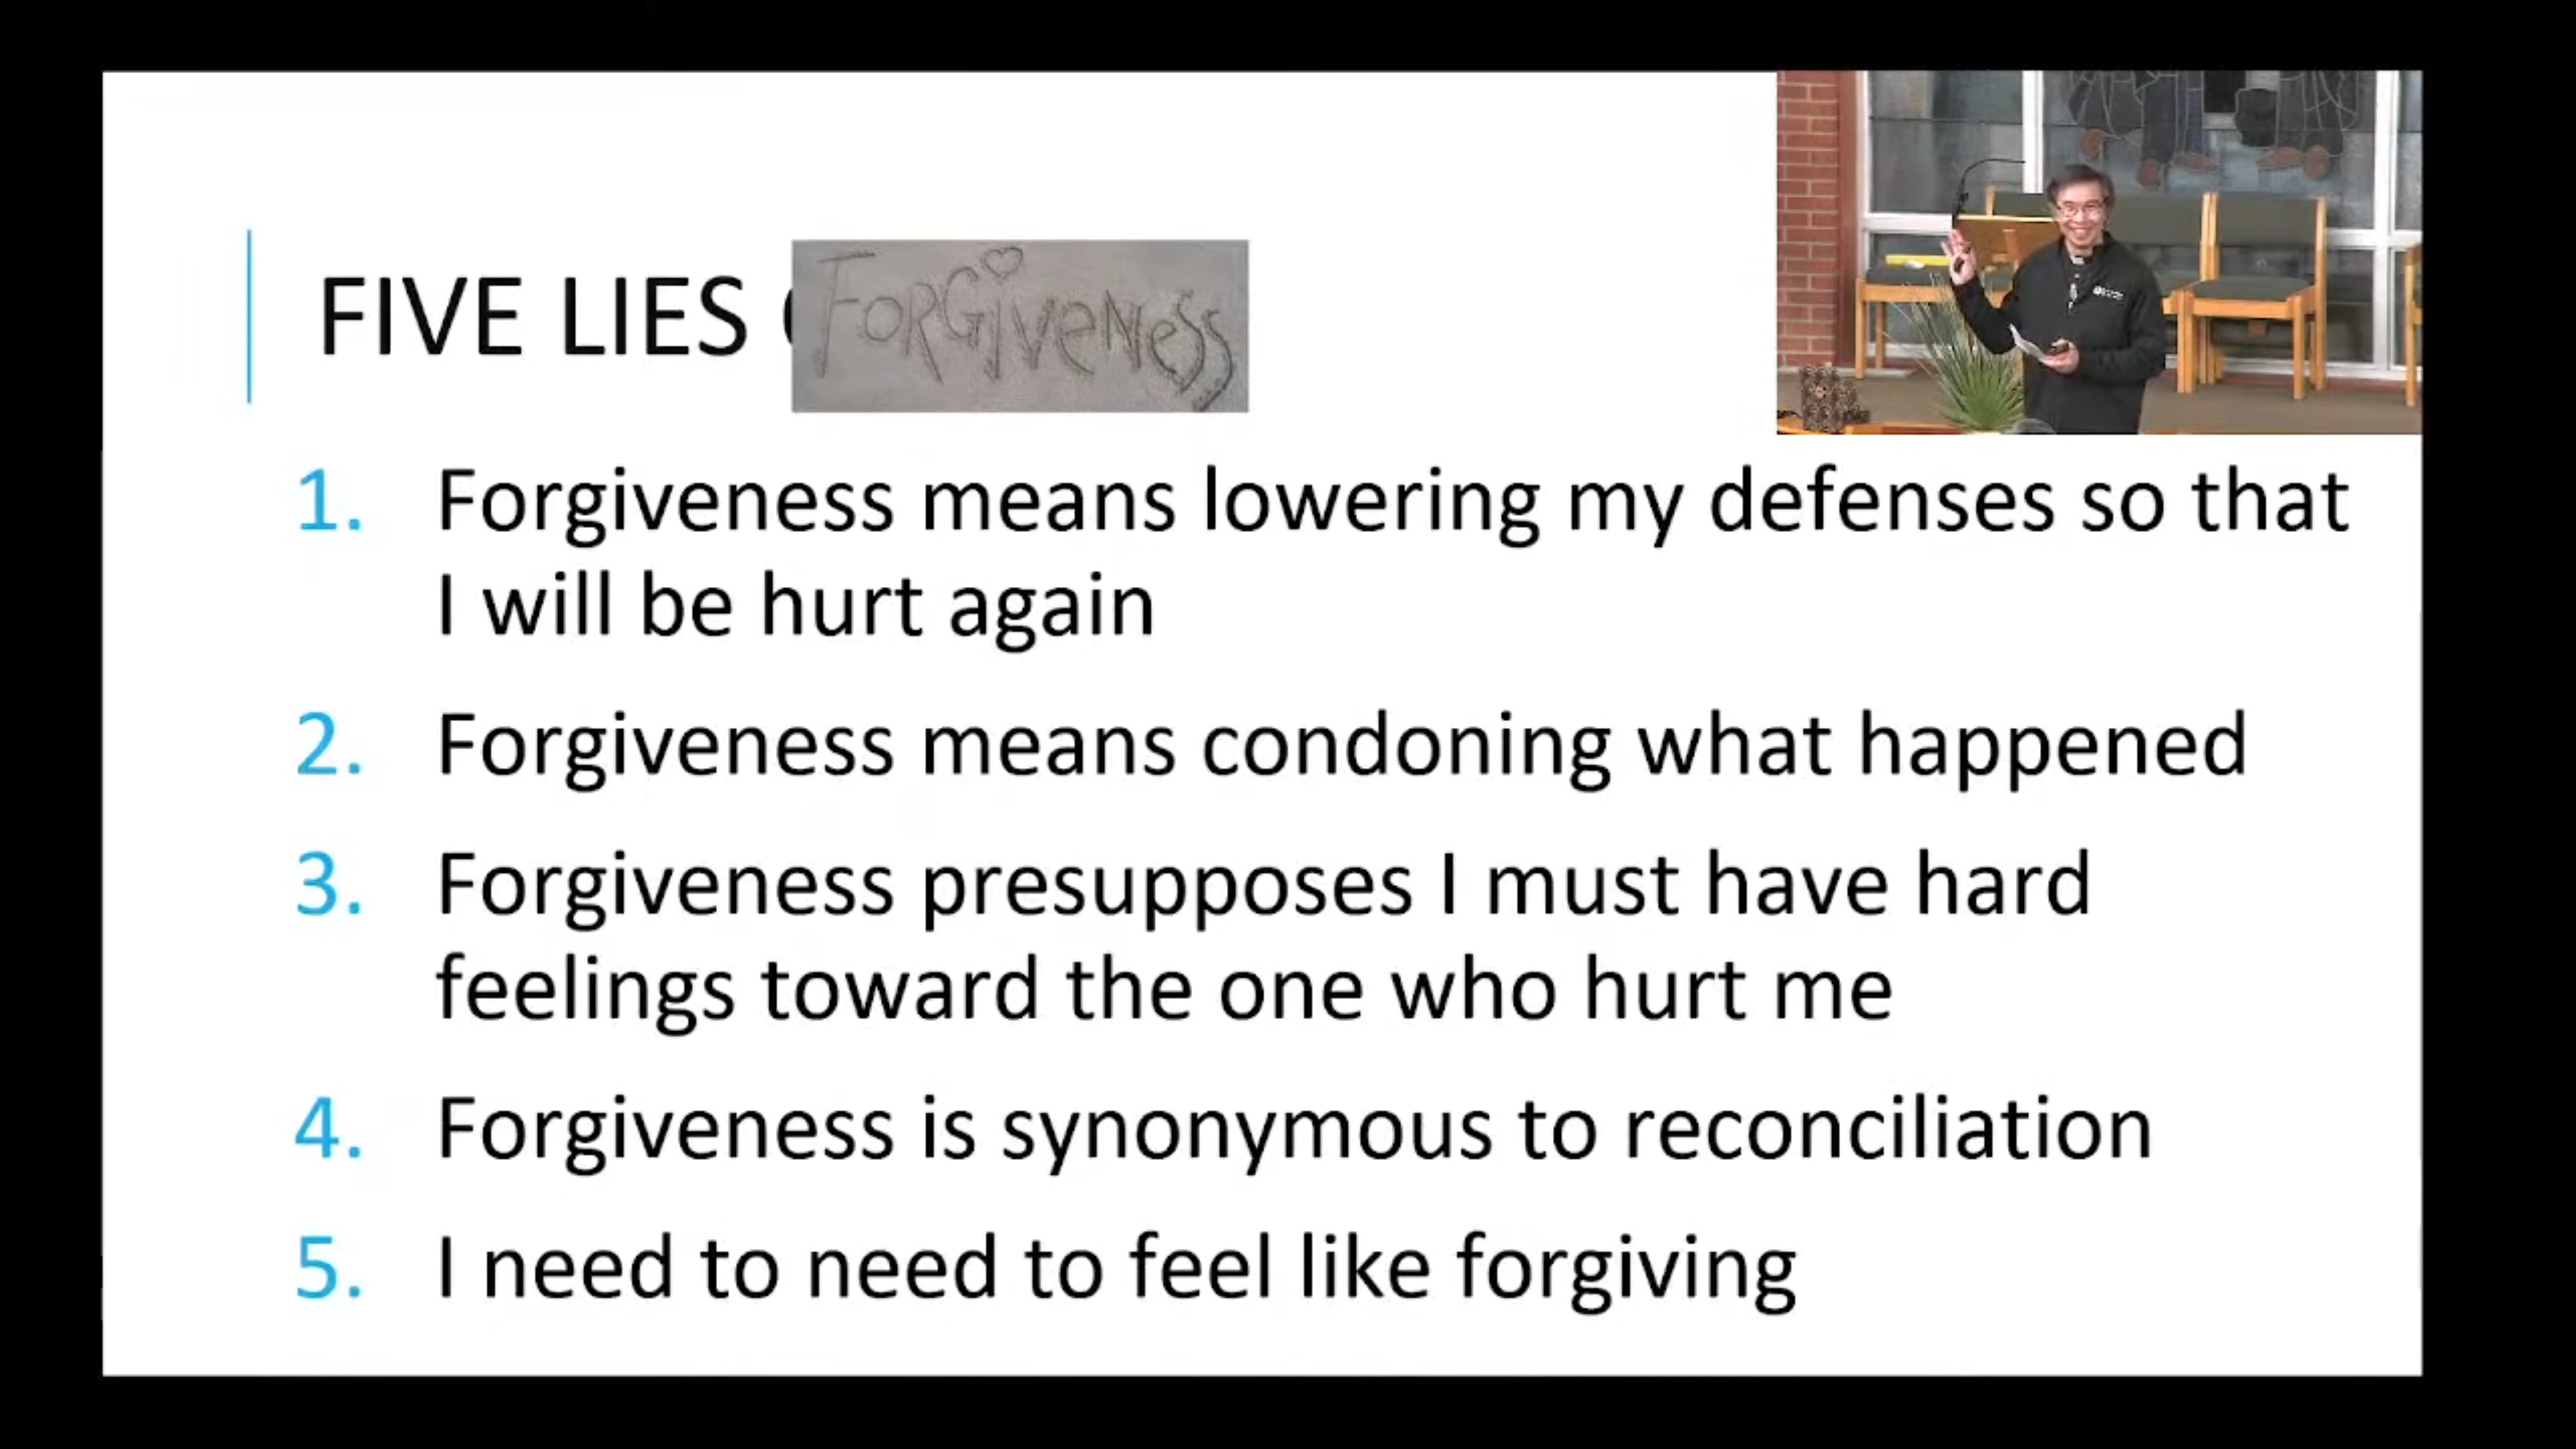 FIVE LIES
FORGiVeNeSS
1. Forgiveness means lowering my defenses so that
I will be hurt again
2. Forgiveness means condoning what happened
3. Forgiveness presupposes I must have hard
feelings toward the one who hurt me
4. Forgiveness is synonymous to reconciliation
5. I need to need to feel like forgiving